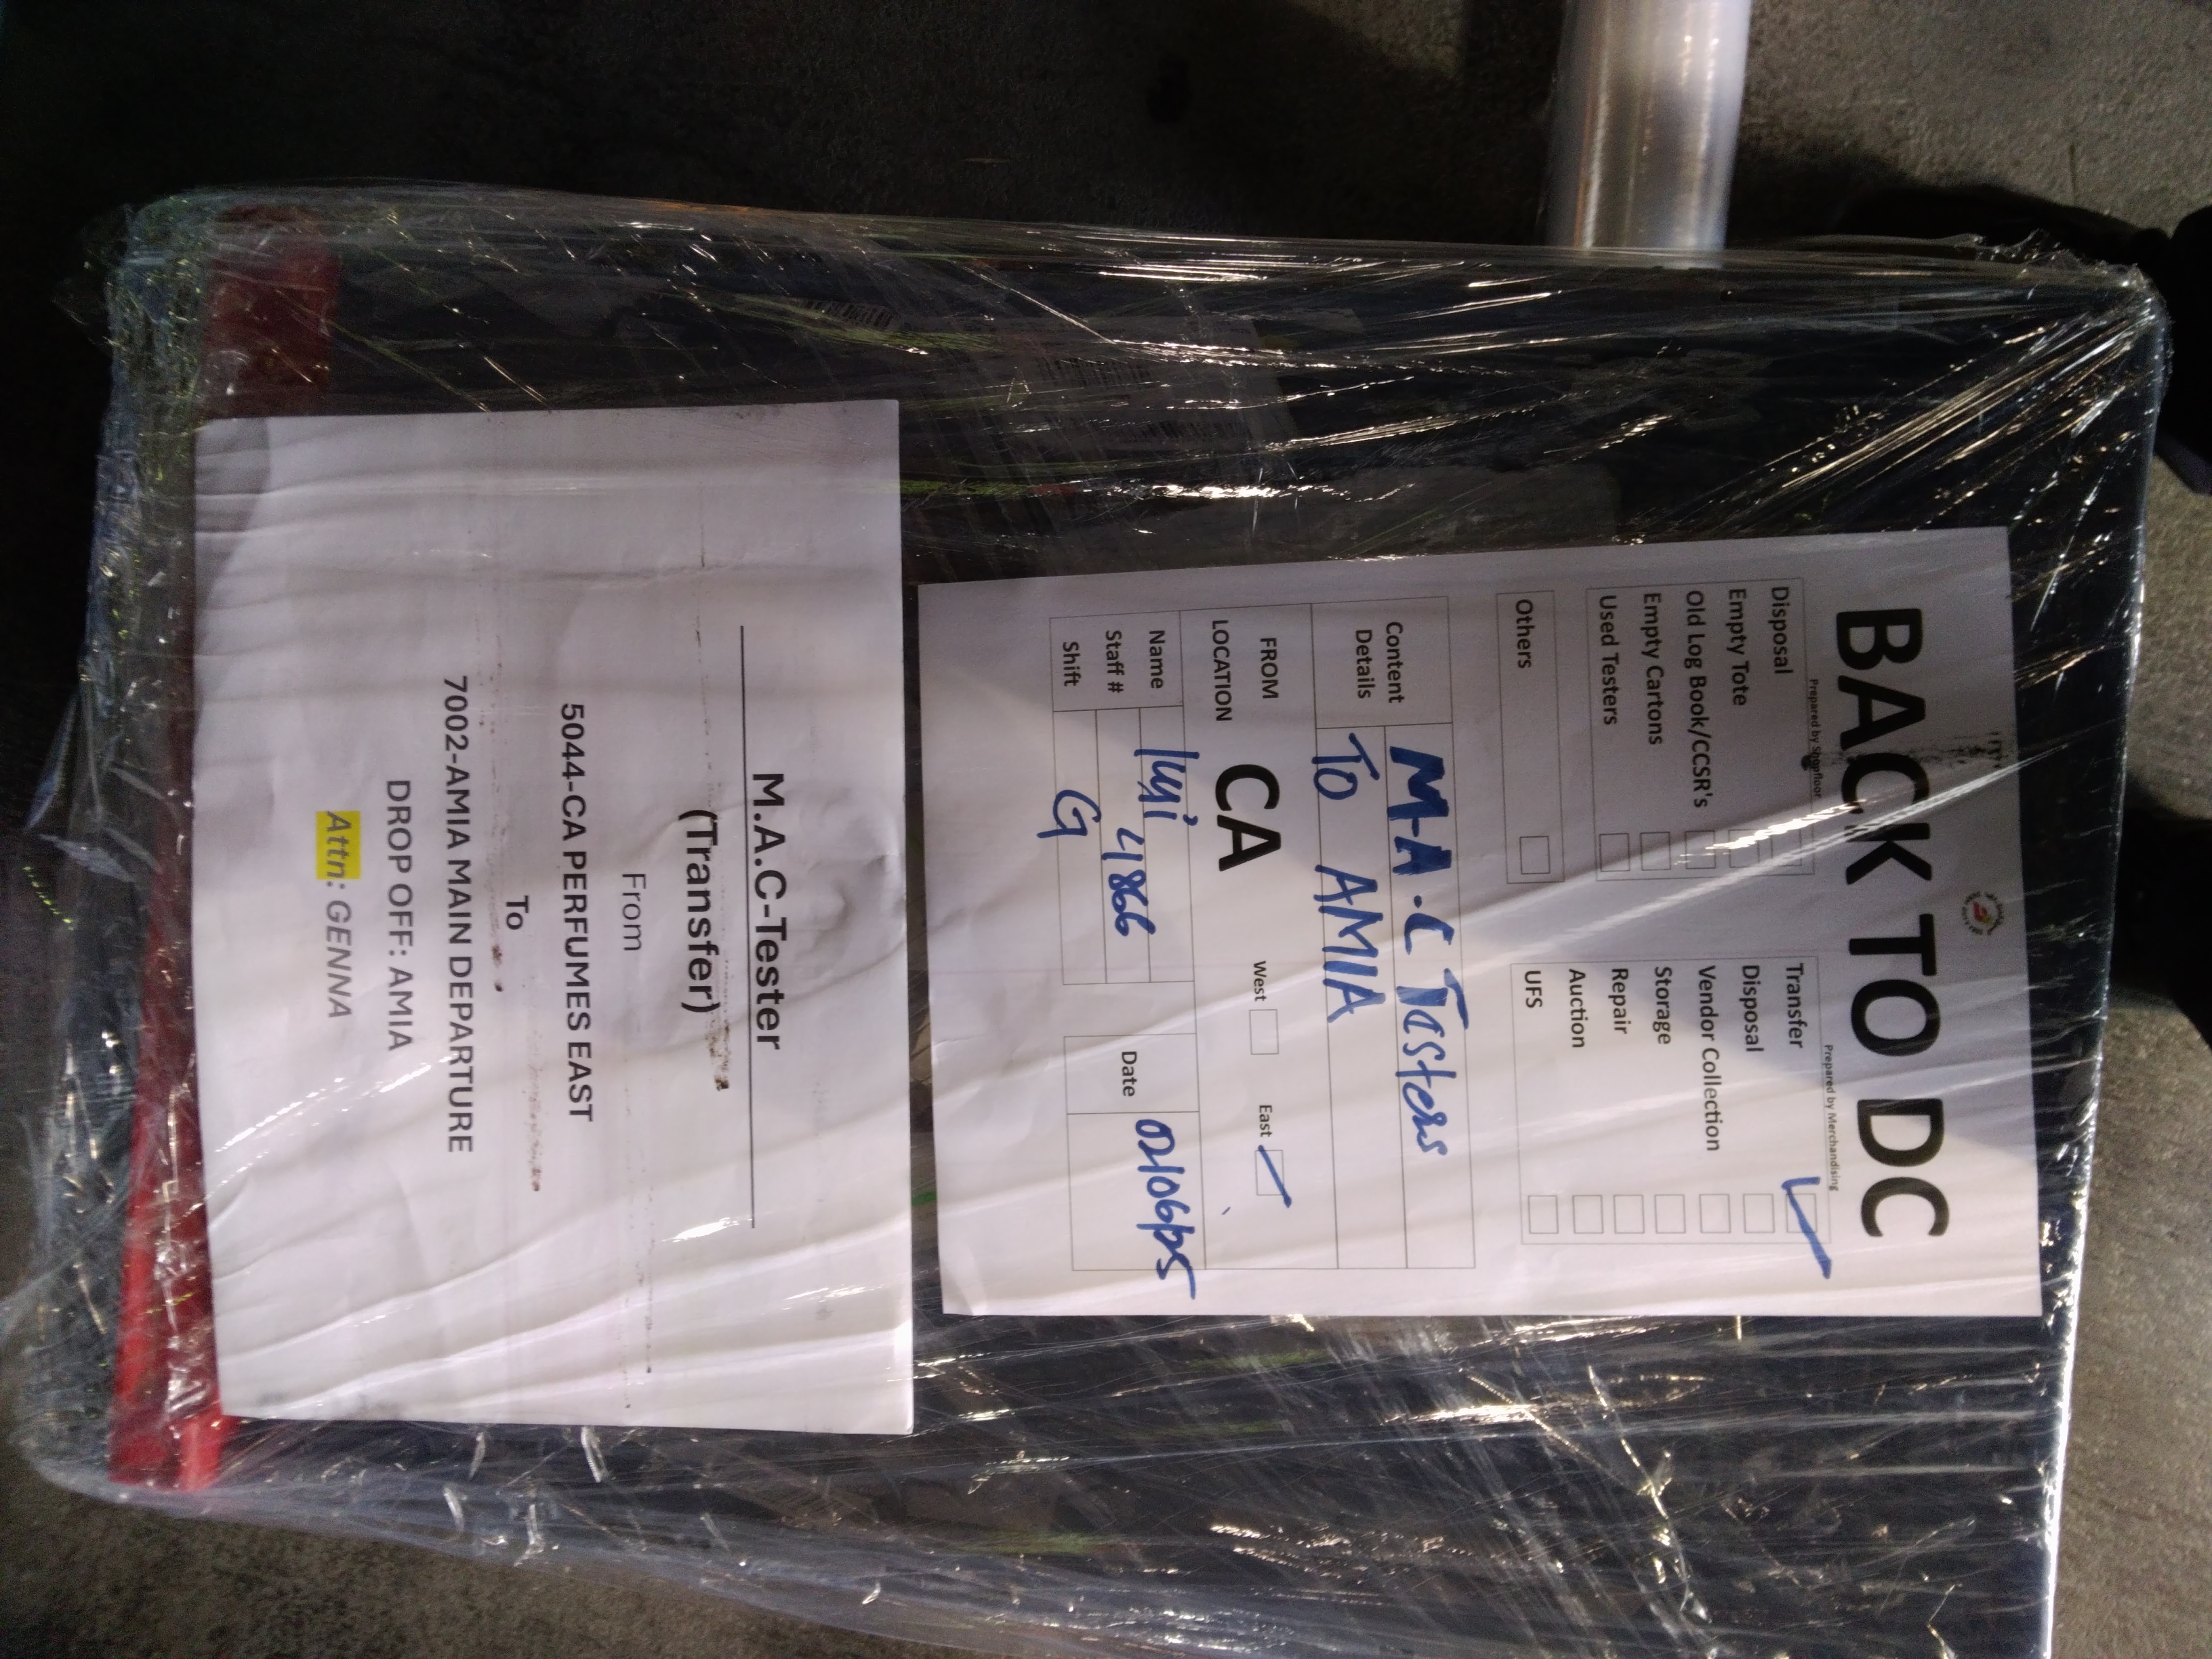 BACK TO DC
Prepared by Shopfloor
Disposal
Empty Tote
Old Log Book/CCSR's
Empty Cartons
Used Testers
Others
Prepared by Merchandising
Transfer
Disposal
Vendor Collection
Storage
Repair
Auction
UFS
Content Details
M.A.C Testers
TO AMIA
FROM LOCATION
CA
West
East
Name
Staff # 41866
Shift G
Date 02/06/25
M.A.C-Tester
(Transfer)
From
5044-CA PERFUMES EAST
To
7002-AMIA MAIN DEPARTURE
DROP OFF: AMIA
Attn: GENNA